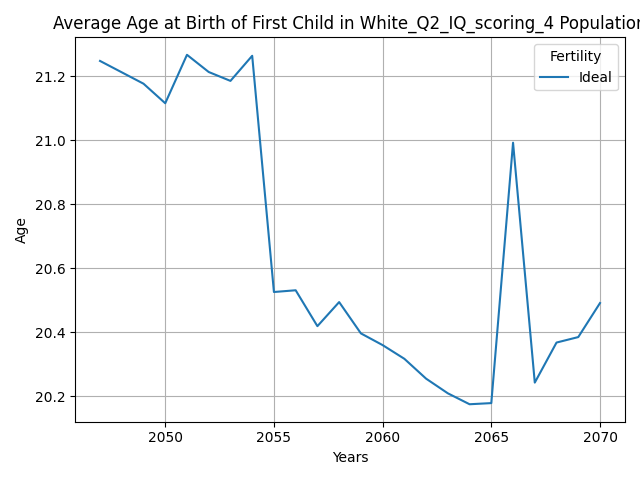 Average Age at Birth of First Child in White_Q2_IQ_scoring_4 Population
Fertility
Ideal
21.2
21.0
20.8
20.6
20.4
20.2
Age
2050
2055
2060
2065
2070
Years